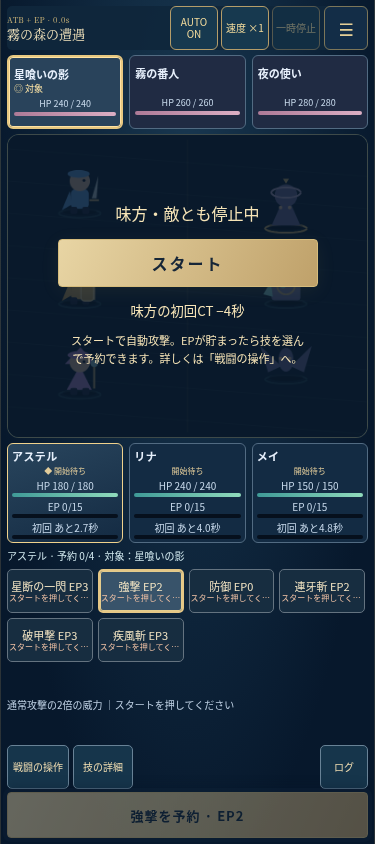 ATB + EP · 0.0s
霧の森の遭遇
AUTO
ON
速度 ×1
一時停止
☰
星喰いの影
◎ 対象
HP 240 / 240
霧の番人
HP 260 / 260
夜の使い
HP 280 / 280
味方・敵とも停止中
スタート
味方の初回CT −4秒
スタートで自動攻撃。EPが貯まったら技を選ん
で予約できます。詳しくは「戦闘の操作」へ。
アステル
◆ 開始待ち
HP 180 / 180
EP 0/15
初回 あと2.7秒
リナ
開始待ち
HP 240 / 240
EP 0/15
初回 あと4.0秒
メイ
開始待ち
HP 150 / 150
EP 0/15
初回 あと4.8秒
アステル · 予約 0/4 · 対象：星喰いの影
星断の一閃 EP3
スタートを押してく…
強撃 EP2
スタートを押してく…
防御 EP0
スタートを押してく…
連牙斬 EP2
スタートを押してく…
破甲撃 EP3
スタートを押してく…
疾風斬 EP3
スタートを押してく…
通常攻撃の2倍の威力 ｜ スタートを押してください
戦闘の操作
技の詳細
ログ
強撃を予約 · EP2